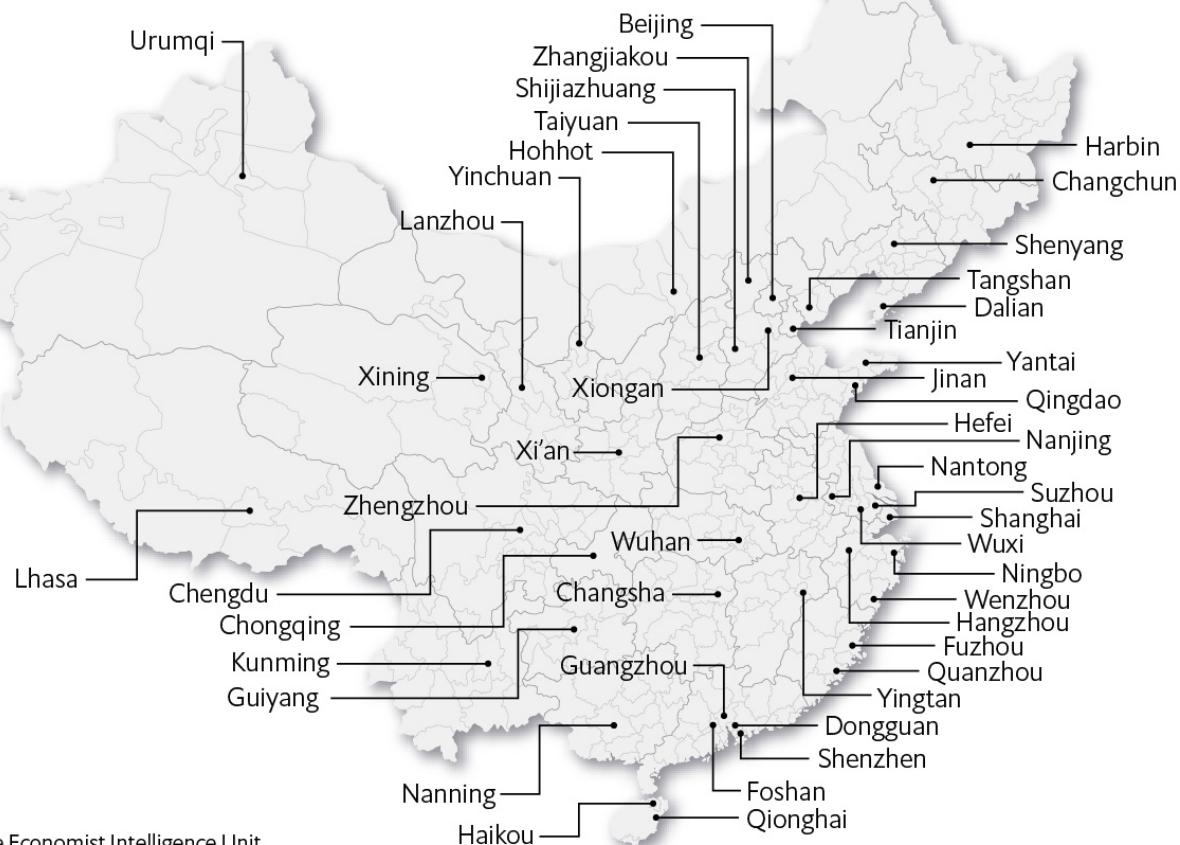 Beijing
Urumqi
Zhangjiakou
Shijiazhuang
Taiyuan
Harbin
Hohhot
Yinchuan
Changchun
Lanzhou
Shenyang
Tangshan
Dalian
Tianjin
Yantai
Xining
Jinan
Xiongan
Qingdao
Hefei
Nanjing
Xi'an
Nantong
Suzhou
Zhengzhou
Shanghai
Wuhan
Wuxi
Ningbo
Lhasa
Chengdu
Changsha
Wenzhou
Hangzhou
Chongqing
Fuzhou
Kunming
Guangzhou
Quanzhou
Guiyang
Yingtan
Dongguan
Shenzhen
Nanning
Foshan
Qionghai
Haikou
Economist Intelligence Unit